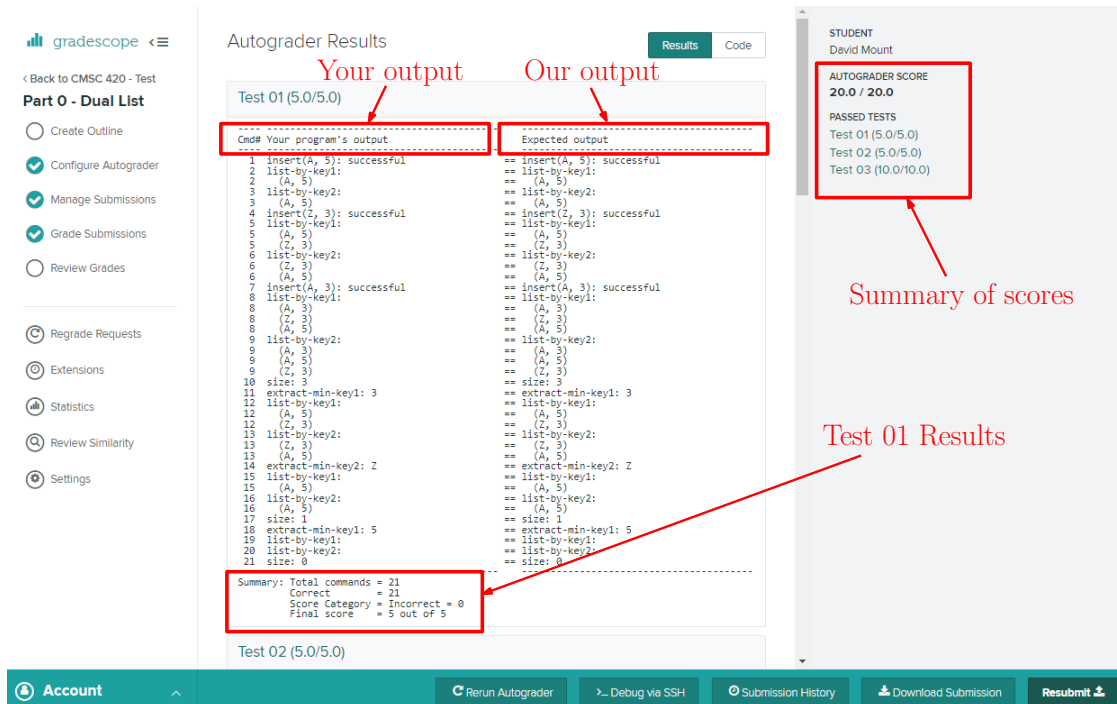 gradescope
< Back to CMSC 420 - Test
Part 0 - Dual List
Create Outline
Configure Autograder
Manage Submissions
Grade Submissions
Review Grades
Regrade Requests
Extensions
Statistics
Review Similarity
Settings
Account
Autograder Results
Results Code
Your output Our output
Test 01 (5.0/5.0)
Cmd# Your program's output Expected output
1 insert(A, 5): successful == insert(A, 5): successful
2 list-by-key1: == list-by-key1:
2 (A, 5) == (A, 5)
3 list-by-key2: == list-by-key2:
3 (A, 5) == (A, 5)
4 insert(Z, 3): successful == insert(Z, 3): successful
5 list-by-key1: == list-by-key1:
5 (A, 5) == (A, 5)
5 (Z, 3) == (Z, 3)
6 list-by-key2: == list-by-key2:
6 (Z, 3) == (Z, 3)
6 (A, 5) == (A, 5)
7 insert(A, 3): successful == insert(A, 3): successful
8 list-by-key1: == list-by-key1:
8 (A, 3) == (A, 3)
8 (Z, 3) == (Z, 3)
8 (A, 5) == (A, 5)
9 list-by-key2: == list-by-key2:
9 (A, 3) == (A, 3)
9 (A, 5) == (A, 5)
9 (Z, 3) == (Z, 3)
10 size: 3 == size: 3
11 extract-min-key1: 3 == extract-min-key1: 3
12 list-by-key1: == list-by-key1:
12 (A, 5) == (A, 5)
12 (Z, 3) == (Z, 3)
13 list-by-key2: == list-by-key2:
13 (Z, 3) == (Z, 3)
13 (A, 5) == (A, 5)
14 extract-min-key2: Z == extract-min-key2: Z
15 list-by-key1: == list-by-key1:
15 (A, 5) == (A, 5)
16 list-by-key2: == list-by-key2:
16 (A, 5) == (A, 5)
17 size: 1 == size: 1
18 extract-min-key1: 5 == extract-min-key1: 5
19 list-by-key1: == list-by-key1:
20 list-by-key2: == list-by-key2:
21 size: 0 == size: 0
Summary: Total commands = 21
Correct = 21
Score Category = Incorrect = 0
Final score = 5 out of 5
Test 02 (5.0/5.0)
STUDENT
David Mount
AUTOGRADER SCORE
20.0 / 20.0
PASSED TESTS
Test 01 (5.0/5.0)
Test 02 (5.0/5.0)
Test 03 (10.0/10.0)
Summary of scores
Test 01 Results
Rerun Autograder
>_ Debug via SSH
Submission History
Download Submission
Resubmit